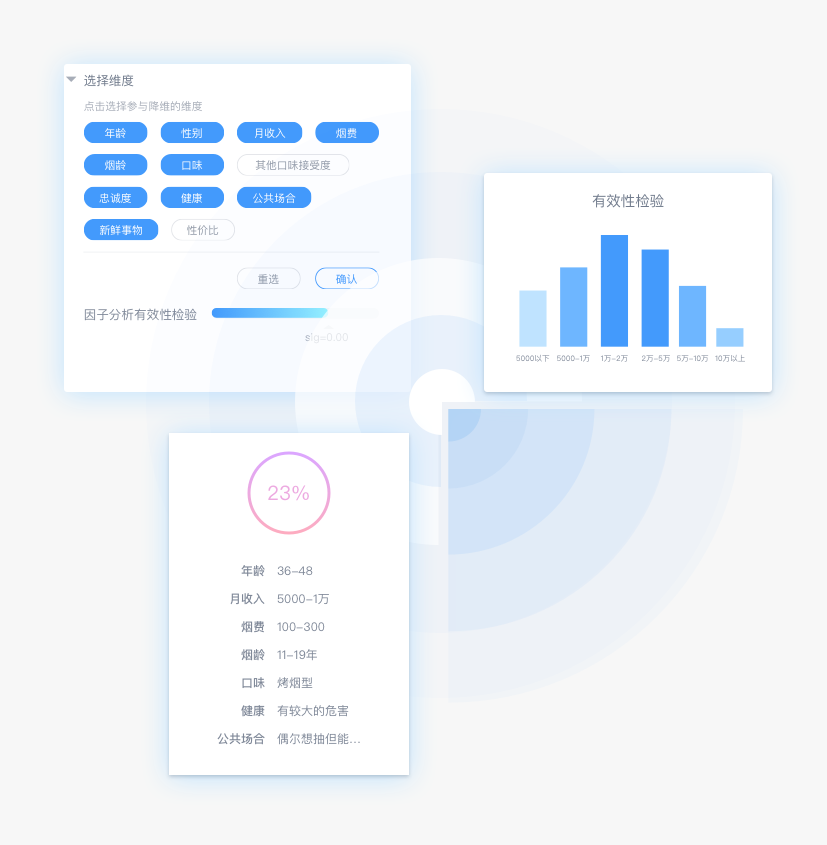 选择维度
点击选择参与降维的维度
年龄 性别 月收入 烟费
烟龄 口味 其他口味接受度
忠诚度 健康 公共场合
新鲜事物 性价比
重选 确认
因子分析有效性检验
sig=0.00
有效性检验
5000以下 5000-1万 1万-2万 2万-5万 5万-10万 10万以上
23%
年龄 36-48
月收入 5000-1万
烟费 100-300
烟龄 11-19年
口味 烤烟型
健康 有较大的危害
公共场合 偶尔想抽但能...